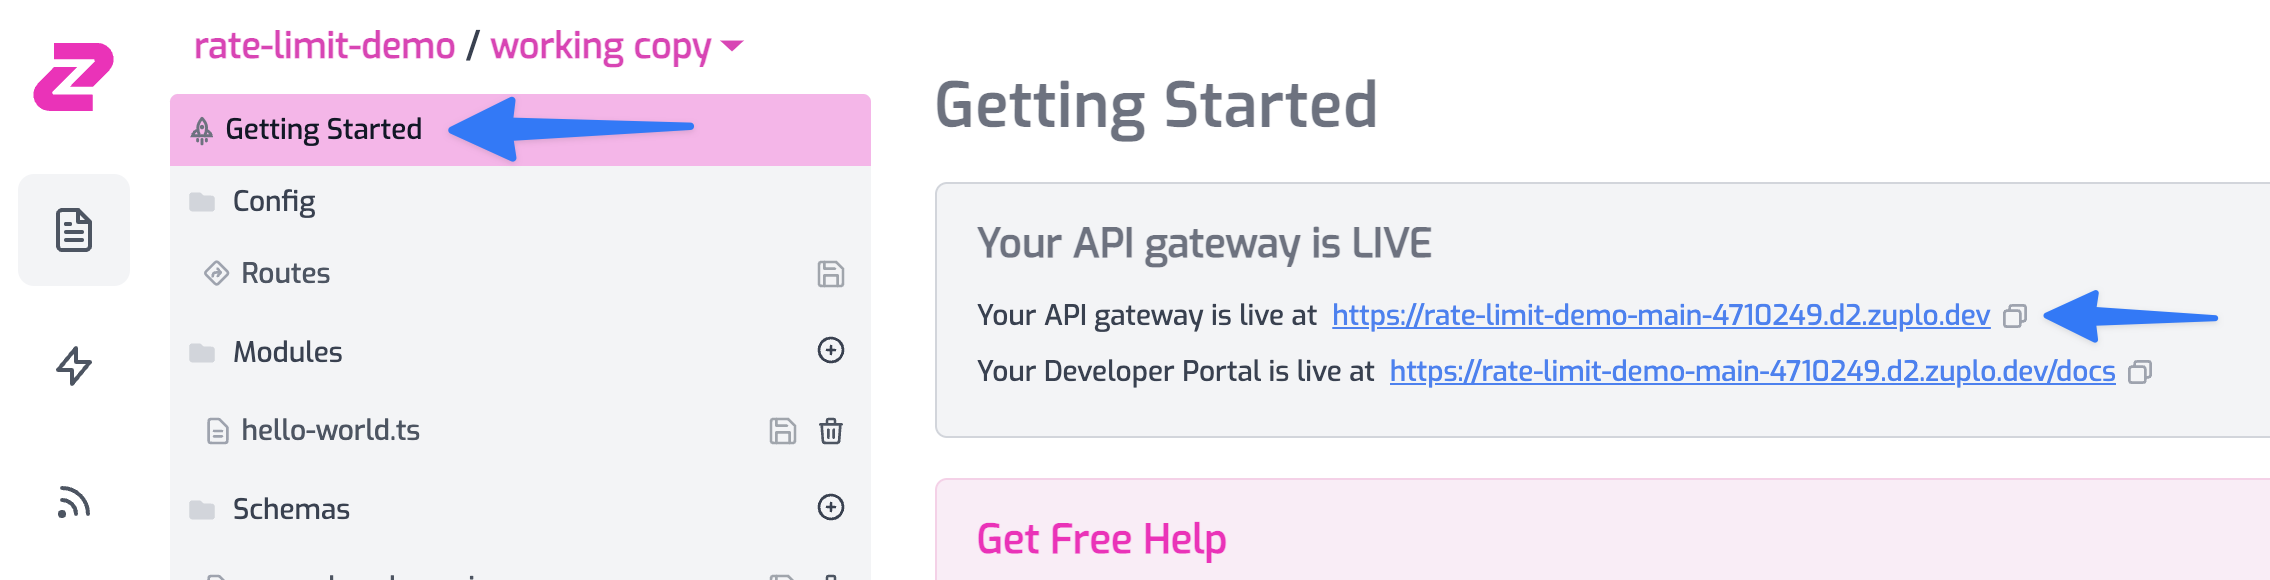 rate-limit-demo / working copy
Getting Started
Config
Routes
Modules
hello-world.ts
Schemas
Getting Started
Your API gateway is LIVE
Your API gateway is live at https://rate-limit-demo-main-4710249.d2.zuplo.dev
Your Developer Portal is live at https://rate-limit-demo-main-4710249.d2.zuplo.dev/docs
Get Free Help